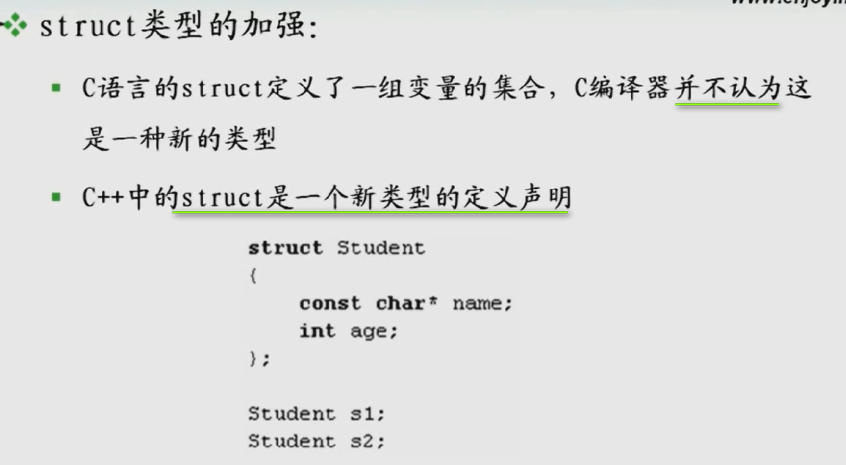 struct类型的加强:
C语言的struct定义了一组变量的集合，C编译器并不认为这
是一种新的类型
C++中的struct是一个新类型的定义声明
struct Student
{
const char* name;
int age;
};
Student s1;
Student s2;